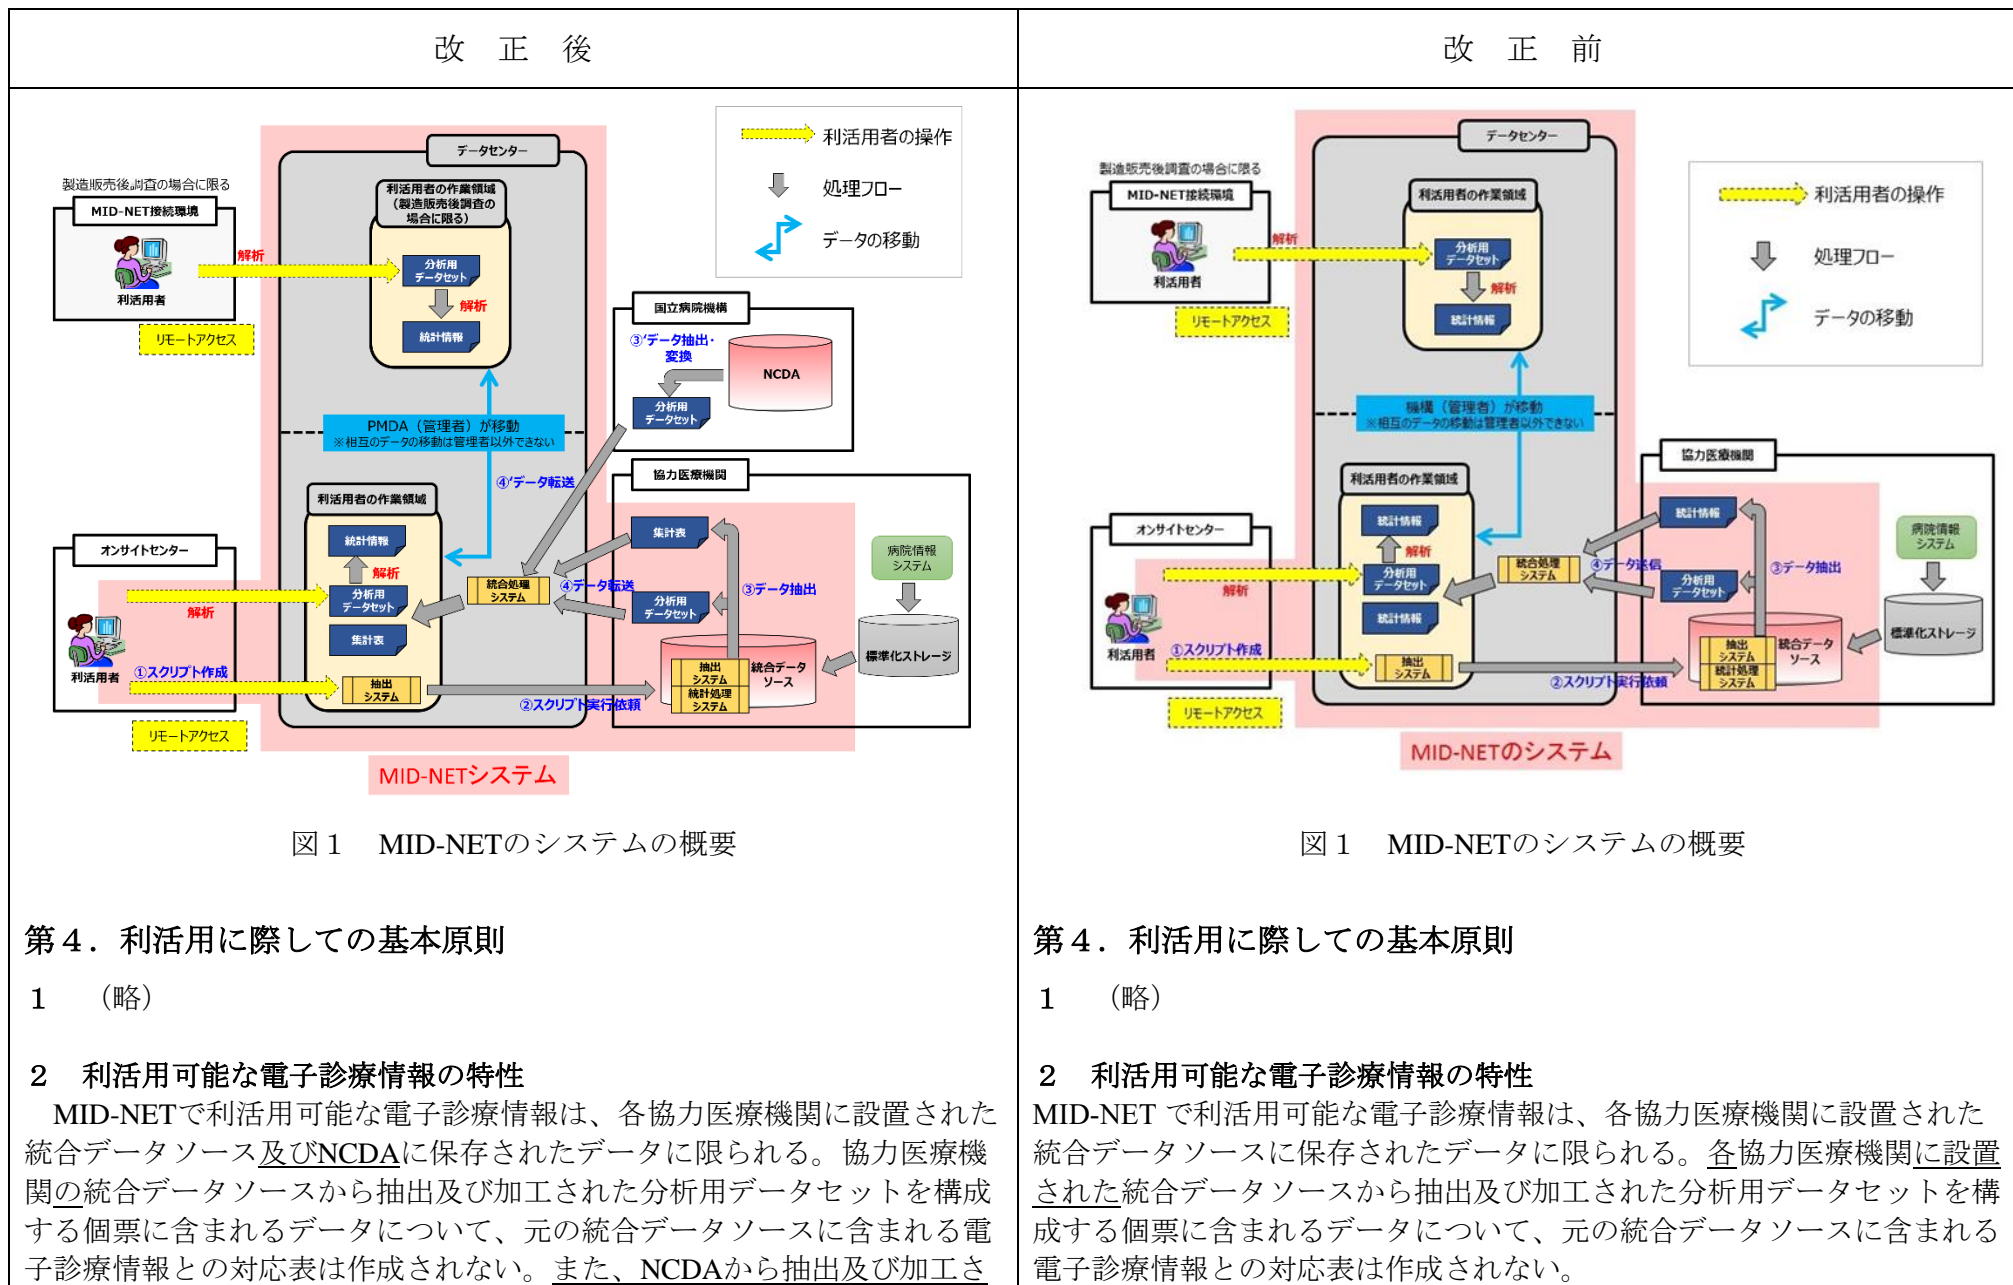 改　正　後
データセンター
利活用者の操作
処理フロー
データの移動
製造販売後調査の場合に限る
MID-NET接続環境
利活用者
解析
リモートアクセス
利活用者の作業領域
（製造販売後調査の
場合に限る）
分析用
データセット
解析
統計情報
国立病院機構
③’データ抽出・
変換
NCDA
分析用
データセット
PMDA（管理者）が移動
※相互のデータの移動は管理者以外できない
④’データ転送
協力医療機関
利活用者の作業領域
統計情報
解析
分析用
データセット
集計表
抽出
システム
統合処理
システム
集計表
④データ転送
分析用
データセット
③データ抽出
病院情報
システム
標準化ストレージ
抽出
システム
統計処理
システム
統合データ
ソース
オンサイトセンター
解析
利活用者
①スクリプト作成
②スクリプト実行依頼
リモートアクセス
MID-NETシステム
図１　MID-NETのシステムの概要
第４．利活用に際しての基本原則
１　（略）
２　利活用可能な電子診療情報の特性
　MID-NETで利活用可能な電子診療情報は、各協力医療機関に設置された
統合データソース及びNCDAに保存されたデータに限られる。協力医療機
関の統合データソースから抽出及び加工された分析用データセットを構成
する個票に含まれるデータについて、元の統合データソースに含まれる電
子診療情報との対応表は作成されない。また、NCDAから抽出及び加工さ
改　正　前
データセンター
利活用者の操作
処理フロー
データの移動
製造販売後調査の場合に限る
MID-NET接続環境
利活用者
解析
リモートアクセス
利活用者の作業領域
分析用
データセット
解析
統計情報
機構（管理者）が移動
※相互のデータの移動は管理者以外できない
協力医療機関
利活用者の作業領域
統計情報
解析
分析用
データセット
統計情報
抽出
システム
統合処理
システム
統計情報
④データ送信
分析用
データセット
③データ抽出
病院情報
システム
標準化ストレージ
抽出
システム
統計処理
システム
統合データ
ソース
オンサイトセンター
解析
利活用者
①スクリプト作成
②スクリプト実行依頼
リモートアクセス
MID-NETのシステム
図１　MID-NETのシステムの概要
第４．利活用に際しての基本原則
１　（略）
２　利活用可能な電子診療情報の特性
MID-NET で利活用可能な電子診療情報は、各協力医療機関に設置された
統合データソースに保存されたデータに限られる。各協力医療機関に設置
された統合データソースから抽出及び加工された分析用データセットを構
成する個票に含まれるデータについて、元の統合データソースに含まれる
電子診療情報との対応表は作成されない。